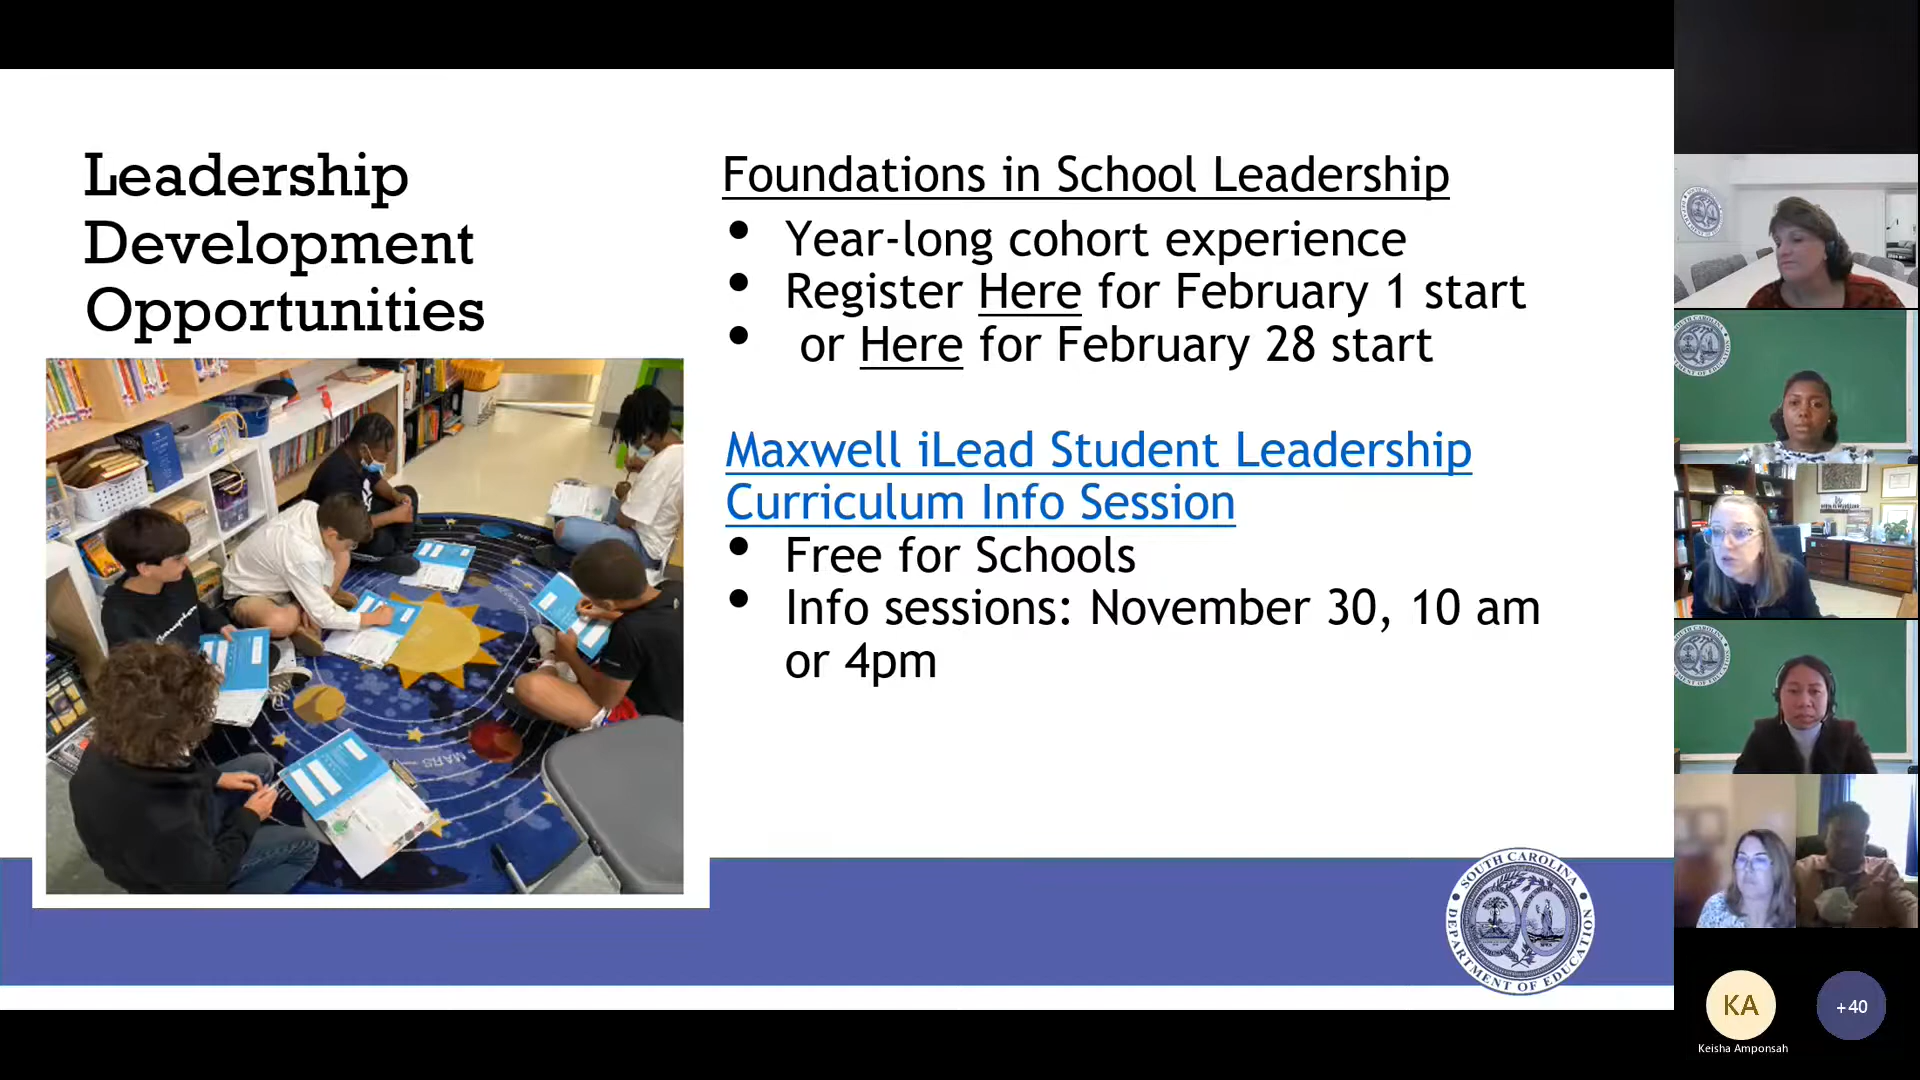 Leadership
Development
Opportunities
Foundations in School Leadership
• Year-long cohort experience
• Register Here for February 1 start
• or Here for February 28 start
Maxwell iLead Student Leadership
Curriculum Info Session
• Free for Schools
• Info sessions: November 30, 10 am
or 4pm
MARS
SOUTH CAROLINA
DEPARTMENT OF EDUCATION
KA
Keisha Amponsah
+40